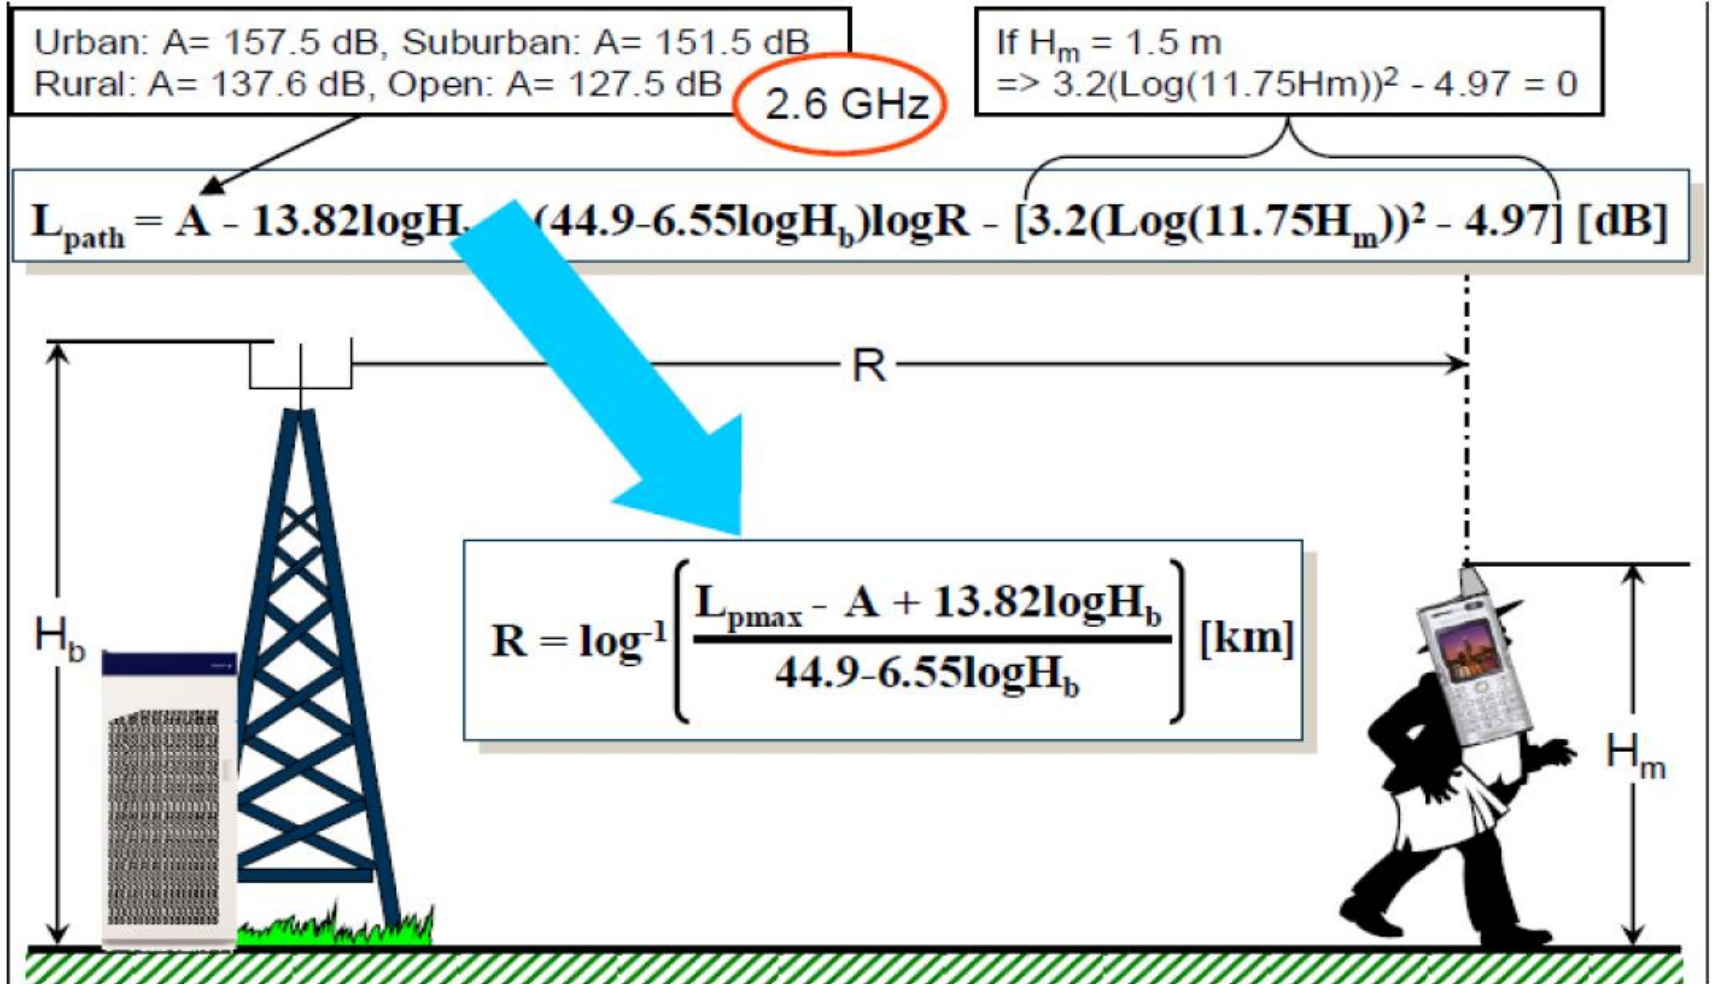 Urban: A= 157.5 dB, Suburban: A= 151.5 dB
Rural: A= 137.6 dB, Open: A= 127.5 dB
2.6 GHz
If Hm = 1.5 m
=> 3.2(Log(11.75Hm))² - 4.97 = 0
Lpath = A - 13.82logH (44.9-6.55logHb)logR - [3.2(Log(11.75Hm))² - 4.97] [dB]
R
Hb
R = log⁻¹ ( Lpmax - A + 13.82logHb
44.9-6.55logHb ) [km]
Hm